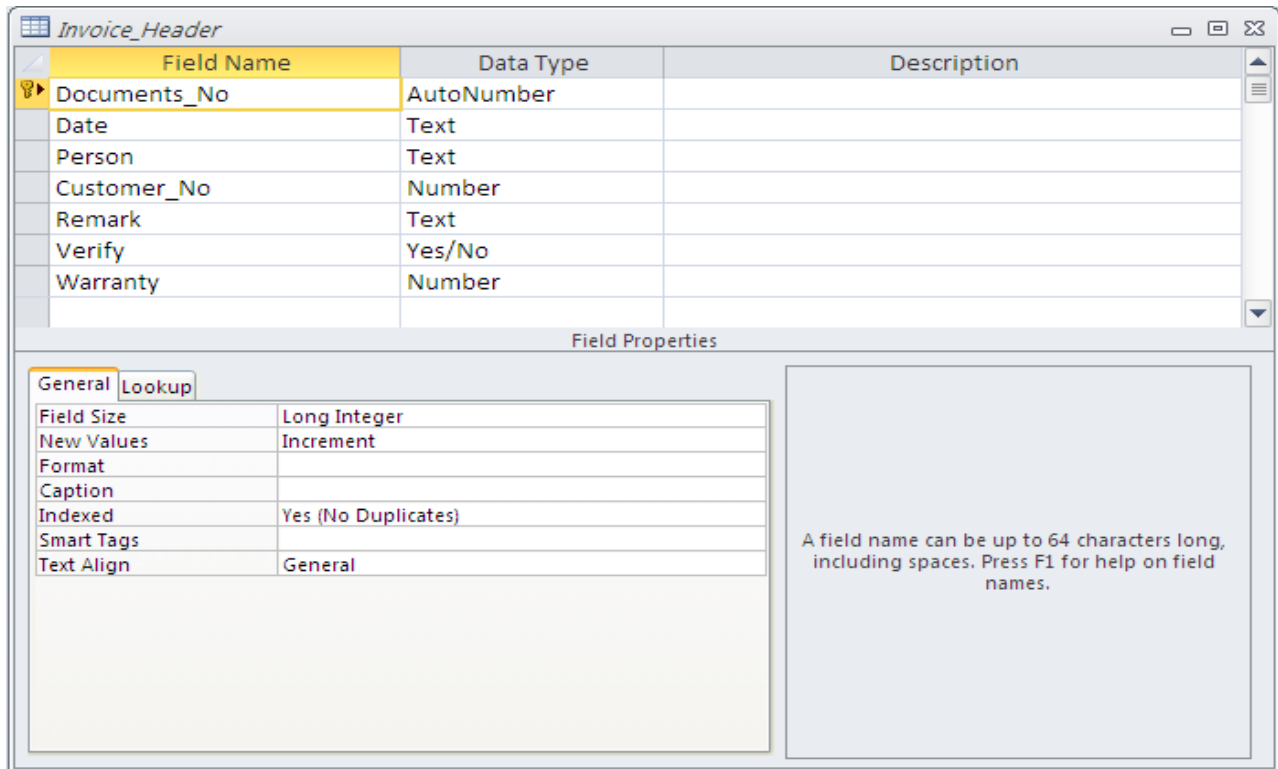 Invoice_Header
Field Name Data Type Description
Documents_No AutoNumber
Date Text
Person Text
Customer_No Number
Remark Text
Verify Yes/No
Warranty Number
Field Properties
General Lookup
Field Size Long Integer
New Values Increment
Format
Caption
Indexed Yes (No Duplicates)
Smart Tags
Text Align General
A field name can be up to 64 characters long,
including spaces. Press F1 for help on field
names.